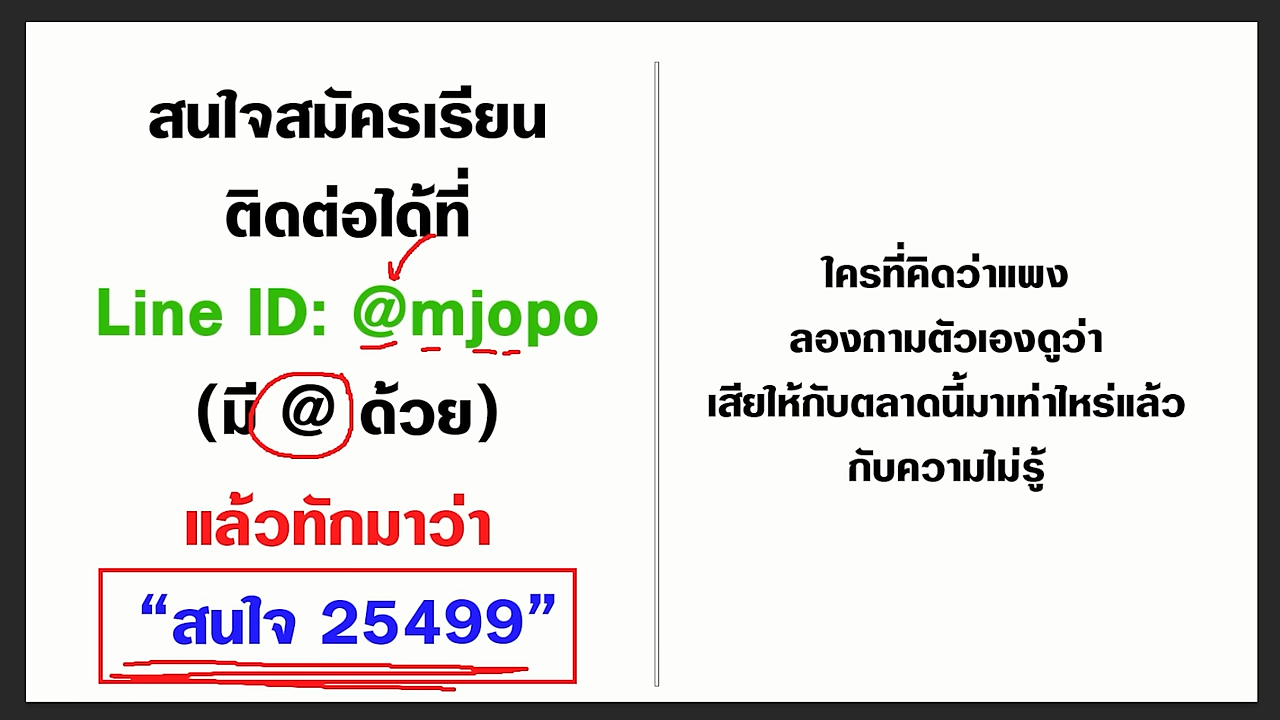 สนใจสมัครเรียน
ติดต่อได้ที่
Line ID: @mjopo
(มี @ ด้วย)
แล้วทักมาว่า
“สนใจ 25499”
ใครที่คิดว่าแพง
ลองถามตัวเองดูว่า
เสียให้กับตลาดนี้มาเท่าไหร่แล้ว
กับความไม่รู้